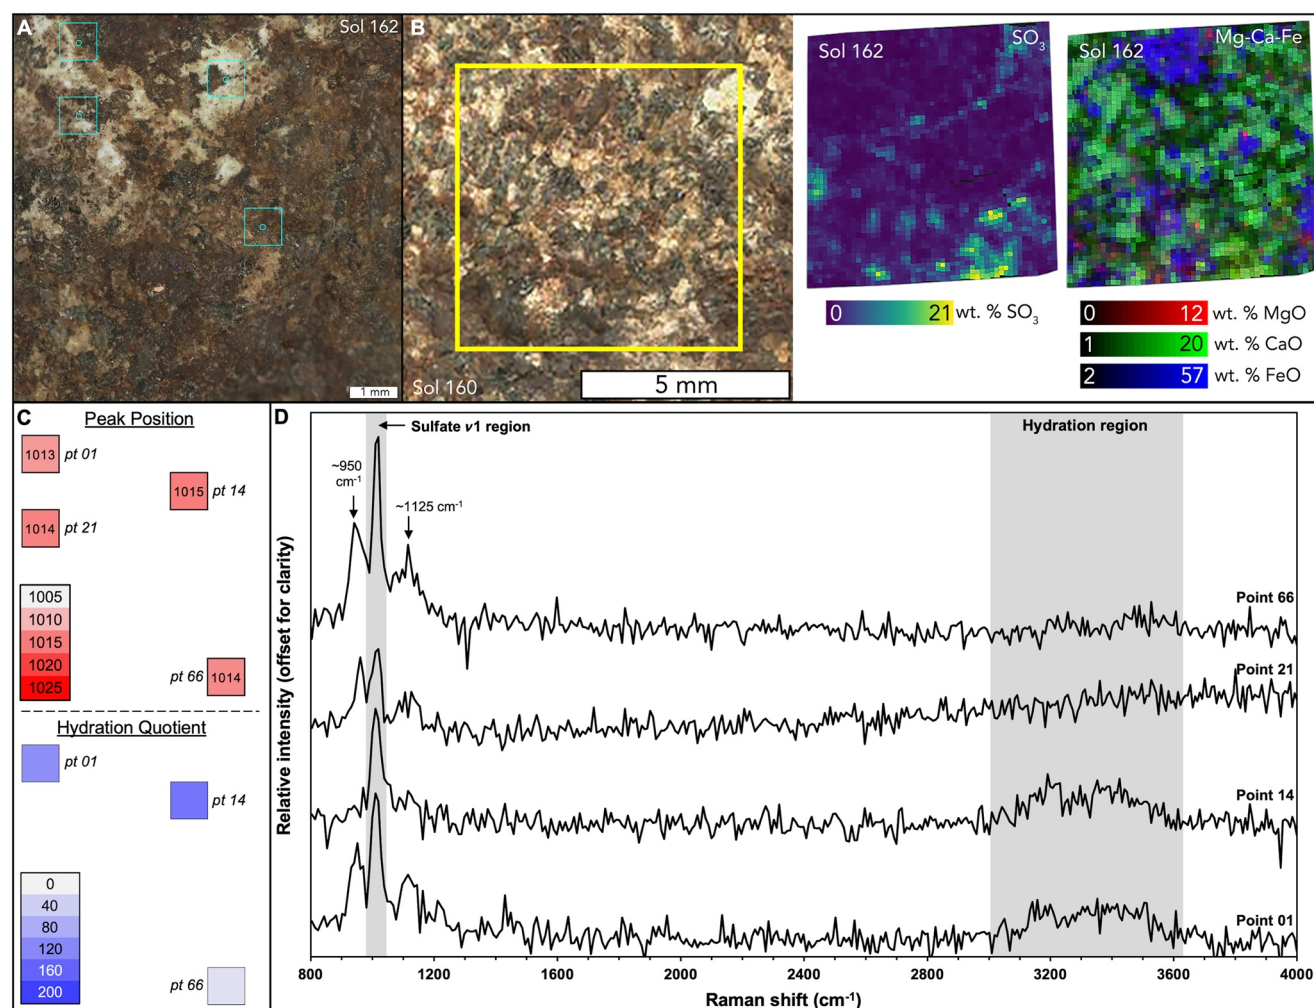 A
Sol 162
1 mm
B
Sol 160
5 mm
Sol 162
SO3
0
21
wt. % SO3
Sol 162
Mg-Ca-Fe
0
12
wt. % MgO
1
20
wt. % CaO
2
57
wt. % FeO
C
Peak Position
1013
pt 01
1015
pt 14
1014
pt 21
1005
1010
1015
1020
1025
pt 66
1014
Hydration Quotient
pt 01
pt 14
0
40
80
120
160
200
pt 66
D
Sulfate v1 region
Hydration region
~950
cm-1
~1125 cm-1
Point 66
Point 21
Point 14
Point 01
Relative intensity (offset for clarity)
800
1200
1600
2000
2400
2800
3200
3600
4000
Raman shift (cm-1)